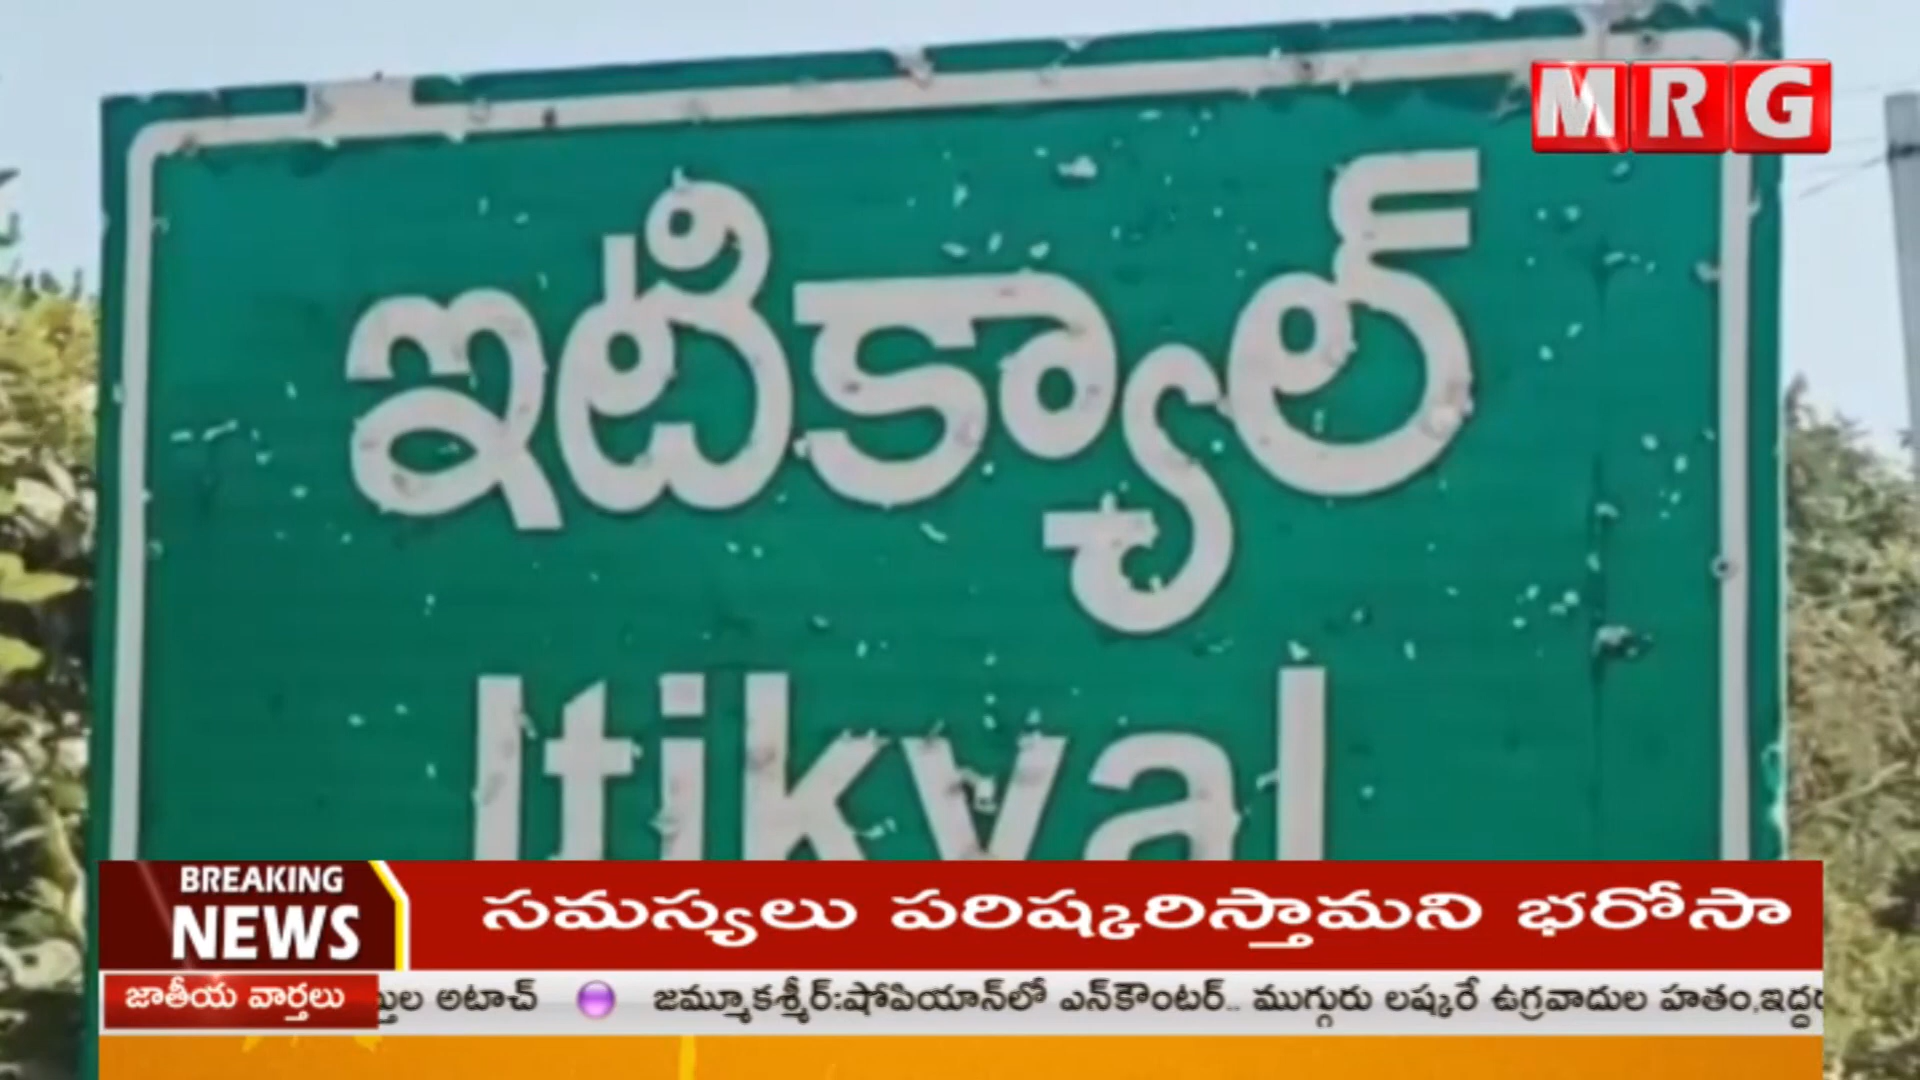 MRG
ఇటిక్యాల్
Itikyal
BREAKING
NEWS
సమస్యలు పరిష్కరిస్తామని భరోసా
జాతీయ వార్తలు
అటాచ్ జమ్మూకశ్మీర్:షోపియాన్‌లో ఎన్‌కౌంటర్.. ముగ్గురు లష్కరే ఉగ్రవాదుల హతం,